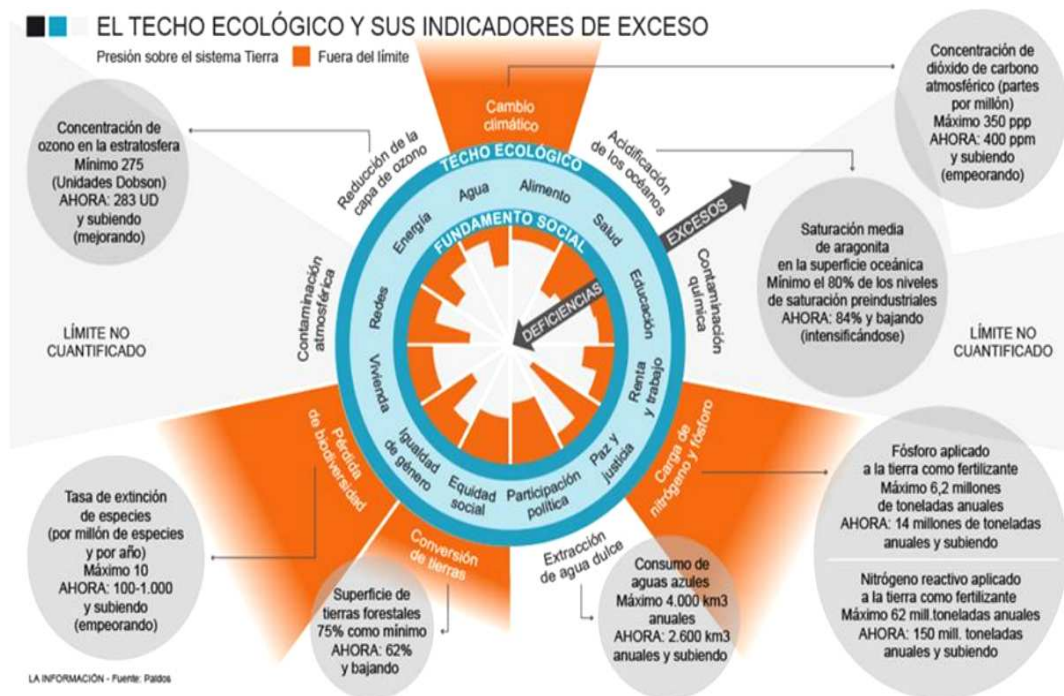 EL TECHO ECOLÓGICO Y SUS INDICADORES DE EXCESO
Presión sobre el sistema Tierra
Fuera del límite
Concentración de
ozono en la estratosfera
Mínimo 275
(Unidades Dobson)
AHORA: 283 UD
y subiendo
(mejorando)
Reducción de la
capa de ozono
Cambio
climático
Acidificación
de los océanos
Concentración de
dióxido de carbono
atmosférico (partes
por millón)
Máximo 350 ppp
AHORA: 400 ppm
y subiendo
(empeorando)
TECHO ECOLÓGICO
Agua
Alimento
Energía
Salud
FUNDAMENTO SOCIAL
EXCESOS
DEFICIENCIAS
Saturación media
de aragonita
en la superficie oceánica
Mínimo el 80% de los niveles
de saturación preindustriales
AHORA: 84% y bajando
(intensificándose)
LÍMITE NO
CUANTIFICADO
Contaminación
atmosférica
Redes
Educación
Contaminación
química
LÍMITE NO
CUANTIFICADO
Vivienda
Renta
y trabajo
Igualdad
de género
Equidad
social
Participación
política
Paz y
justicia
Pérdida
de biodiversidad
Conversión
de tierras
Extracción
de agua dulce
Carga de
nitrógeno y fósforo
Tasa de extinción
de especies
(por millón de especies
y por año)
Máximo 10
AHORA: 100-1.000
y subiendo
(empeorando)
Superficie de
tierras forestales
75% como mínimo
AHORA: 62%
y bajando
Consumo de
aguas azules
Máximo 4.000 km3
anuales
AHORA: 2.600 km3
anuales y subiendo
Fósforo aplicado
a la tierra como fertilizante
Máximo 6,2 millones
de toneladas anuales
AHORA: 14 millones de toneladas
anuales y subiendo
Nitrógeno reactivo aplicado
a la tierra como fertilizante
Máximo 62 mill.toneladas anuales
AHORA: 150 mill. toneladas
anuales y subiendo
LA INFORMACIÓN - Fuente: Paidos